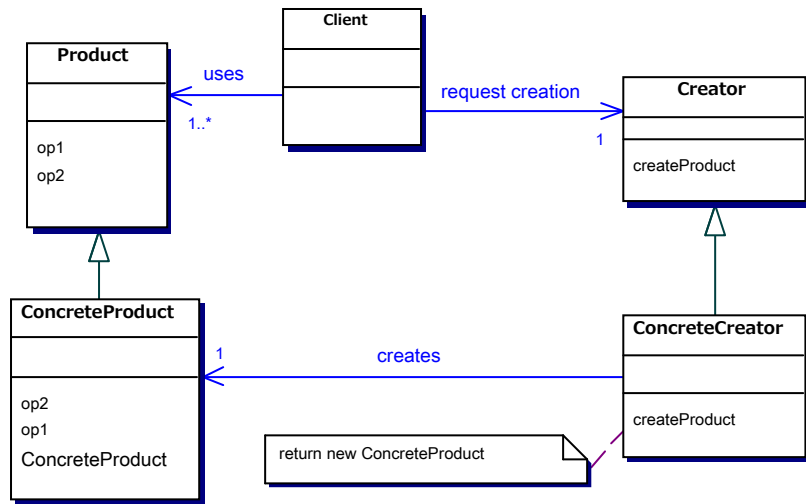 Client
Product
uses
1..*
request creation
1
Creator
op1
op2
createProduct
ConcreteProduct
op2
op1
ConcreteProduct
1
creates
ConcreteCreator
createProduct
return new ConcreteProduct